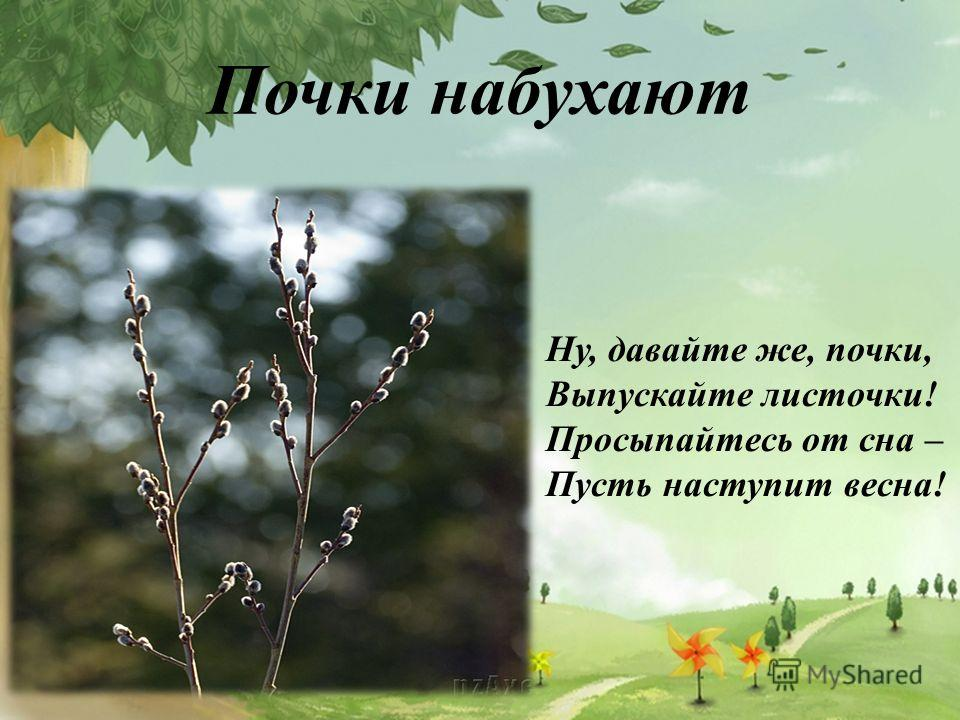 Почки набухают
Ну, давайте же, почки,
Выпускайте листочки!
Просыпайтесь от сна –
Пусть наступит весна!
MyShared